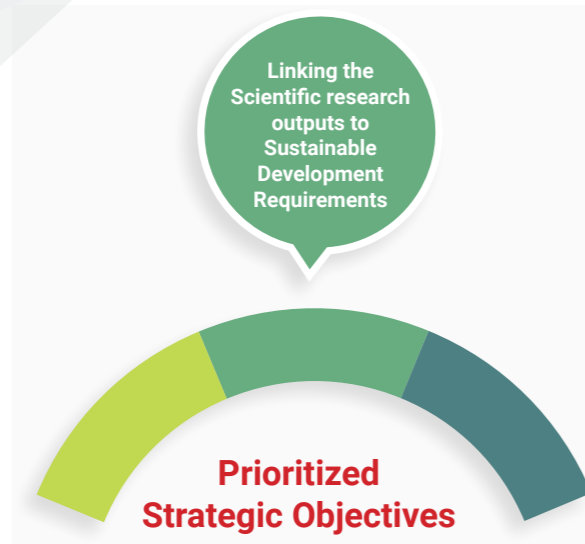 Linking the
Scientific research
outputs to
Sustainable
Development
Requirements
Prioritized
Strategic Objectives